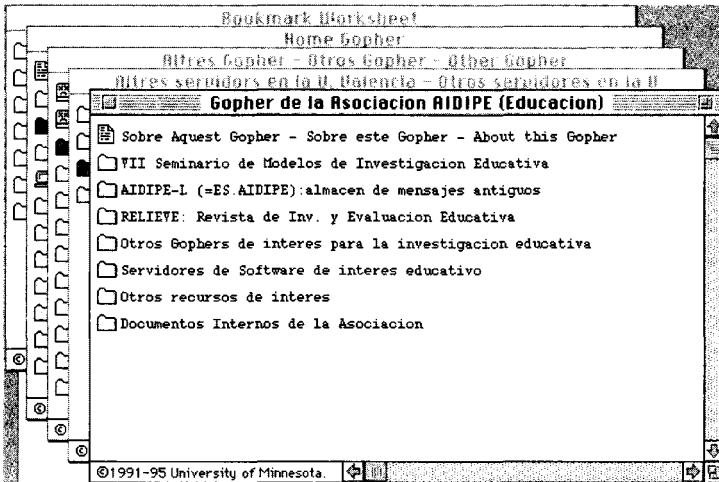 Bookmark Worksheet
Home Gopher
Altres Gopher - Otros Gopher - Other Gopher
Altres servidors en la U. Valencia - Otros servidores en la U
Gopher de la Asociacion AIDIPE (Educacion)
Sobre Aquest Gopher - Sobre este Gopher - About this Gopher
VII Seminario de Modelos de Investigacion Educativa
AIDIPE-L (=ES.AIDIPE):almacen de mensajes antiguos
RELIEVE: Revista de Inv. y Evaluacion Educativa
Otros Gophers de interes para la investigacion educativa
Servidores de Software de interes educativo
Otros recursos de interes
Documentos Internos de la Asociacion
©1991-95 University of Minnesota.